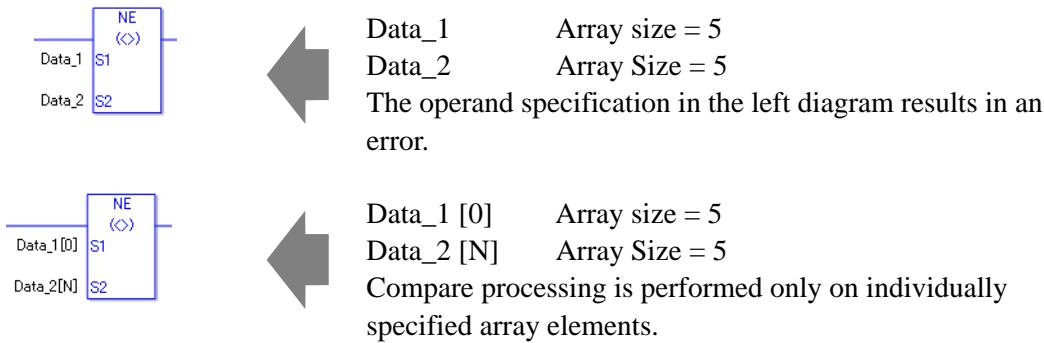 NE
(<>)
Data_1 S1
Data_2 S2
Data_1 Array size = 5
Data_2 Array Size = 5
The operand specification in the left diagram results in an
error.
NE
(<>)
Data_1[0] S1
Data_2[N] S2
Data_1 [0] Array size = 5
Data_2 [N] Array Size = 5
Compare processing is performed only on individually
specified array elements.